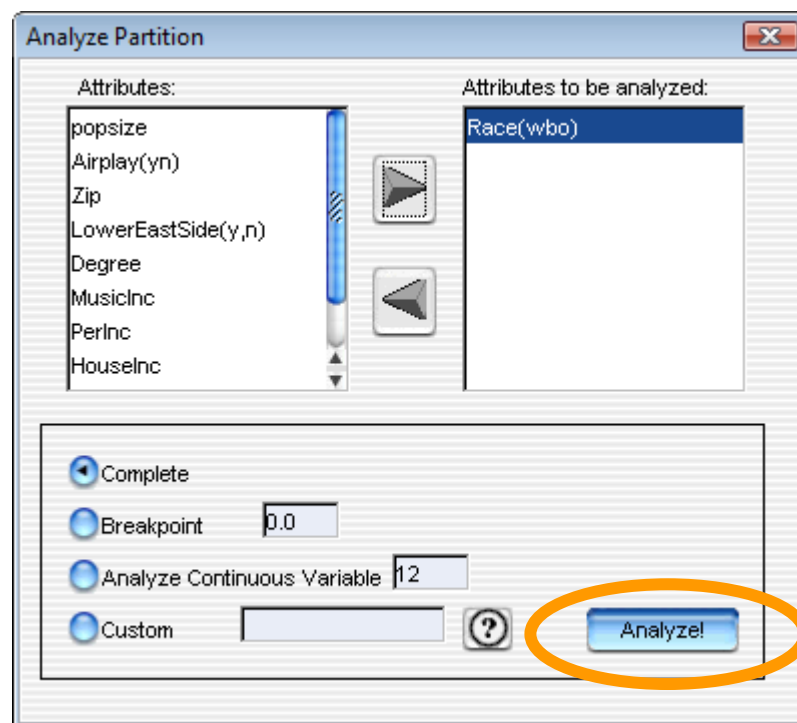 Analyze Partition
Attributes:
Attributes to be analyzed:
popsize
Airplay(yn)
Zip
LowerEastSide(y,n)
Degree
MusicInc
PerInc
HouseInc
Race(wbo)
Complete
Breakpoint 0.0
Analyze Continuous Variable 12
Custom ? Analyze!